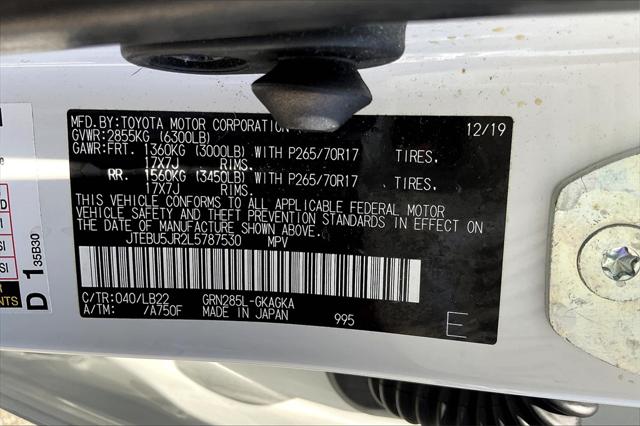 MFD.BY:TOYOTA MOTOR CORPORATION 12/19
GVWR:2855KG (6300LB)
GAWR:FRT. 1360KG (3000LB) WITH P265/70R17 TIRES,
17X7J RIMS.
RR. 1560KG (3450LB) WITH P265/70R17 TIRES,
17X7J RIMS.
THIS VEHICLE CONFORMS TO ALL APPLICABLE FEDERAL MOTOR
VEHICLE SAFETY AND THEFT PREVENTION STANDARDS IN EFFECT ON
THE DATE OF MANUFACTURE SHOWN ABOVE.
JTEBU5JR2L5787530 MPV
C/TR:040/LB22 GRN285L-GKAGKA
A/TM: /A750F MADE IN JAPAN 995 E
D 1 35B30